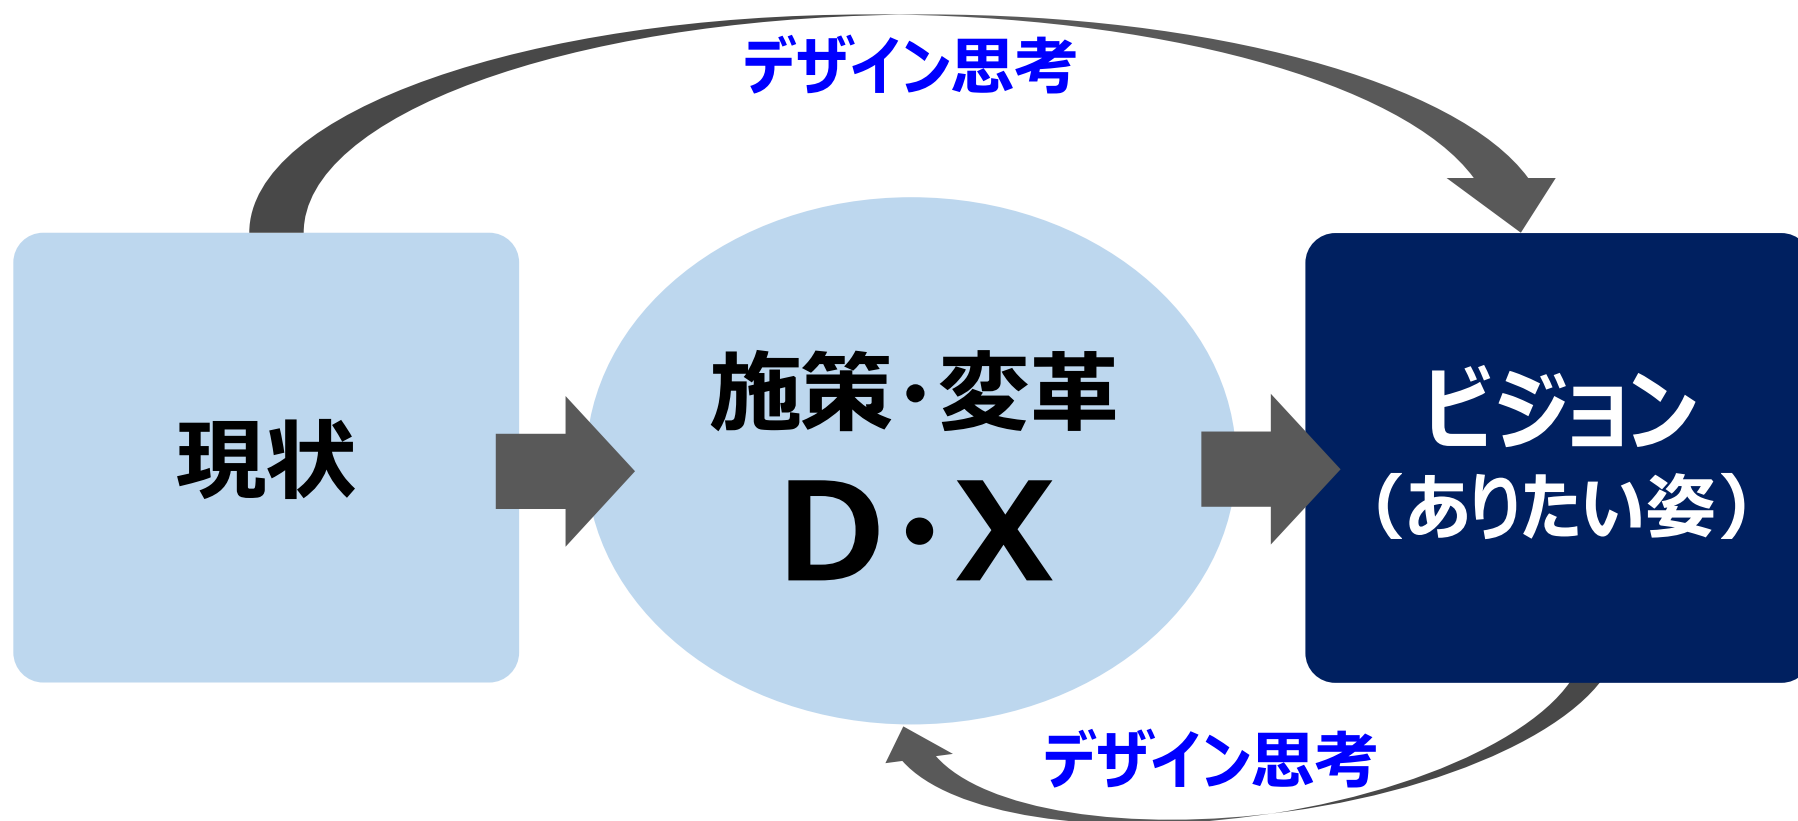 デザイン思考
現状
施策・変革
D・X
ビジョン
（ありたい姿）
デザイン思考